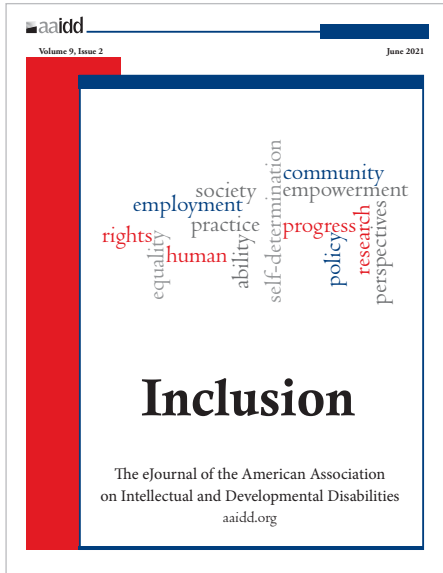 aaidd
Volume 9, Issue 2
June 2021
community
society
empowerment
employment
self-determination
practice
progress
rights
human
equality
ability
policy
research
perspectives
Inclusion
The eJournal of the American Association
on Intellectual and Developmental Disabilities
aaidd.org